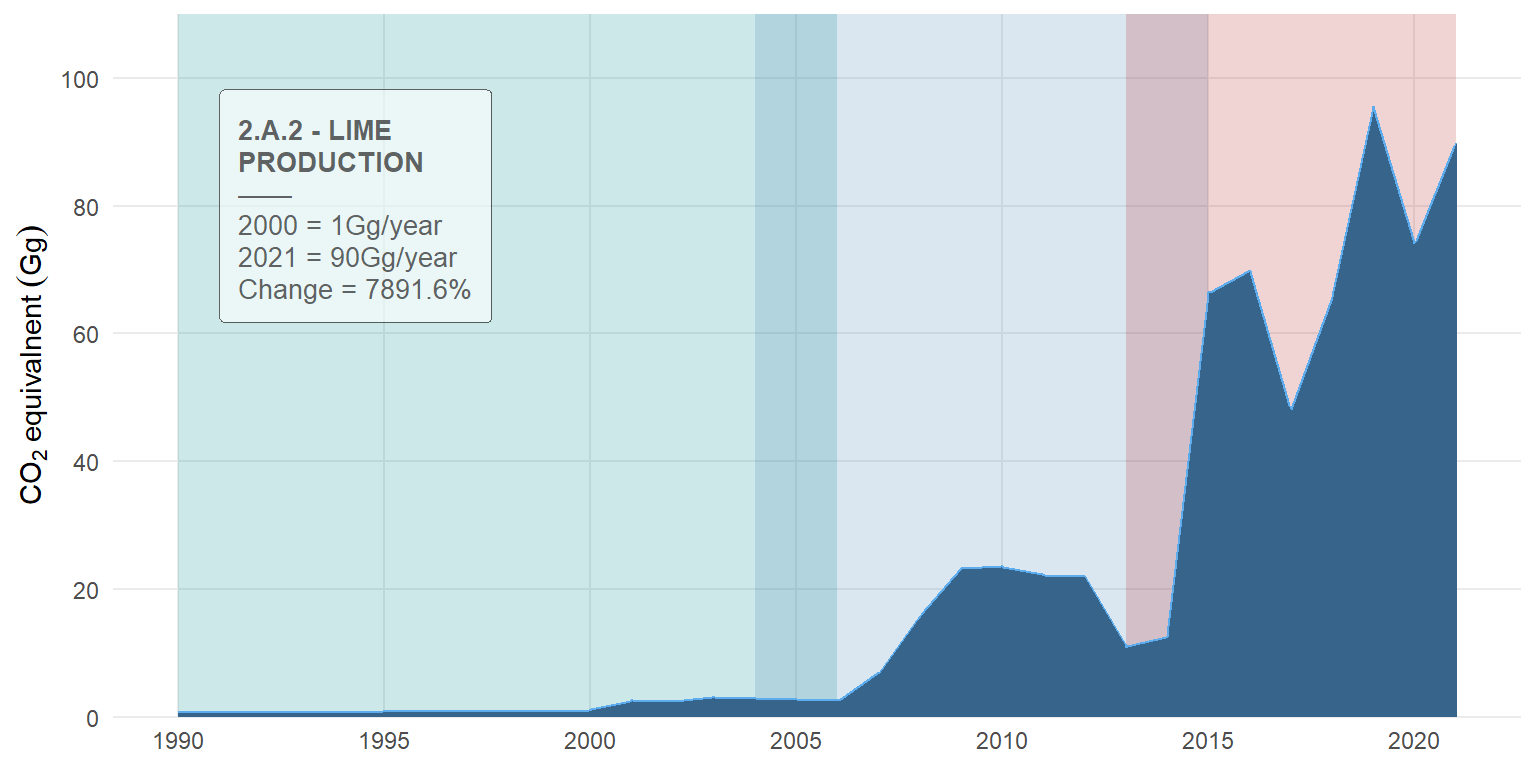 2.A.2 - LIME
PRODUCTION
2000 = 1Gg/year
2021 = 90Gg/year
Change = 7891.6%
CO₂ equivalnent (Gg)
100
80
60
40
20
0
1990 1995 2000 2005 2010 2015 2020